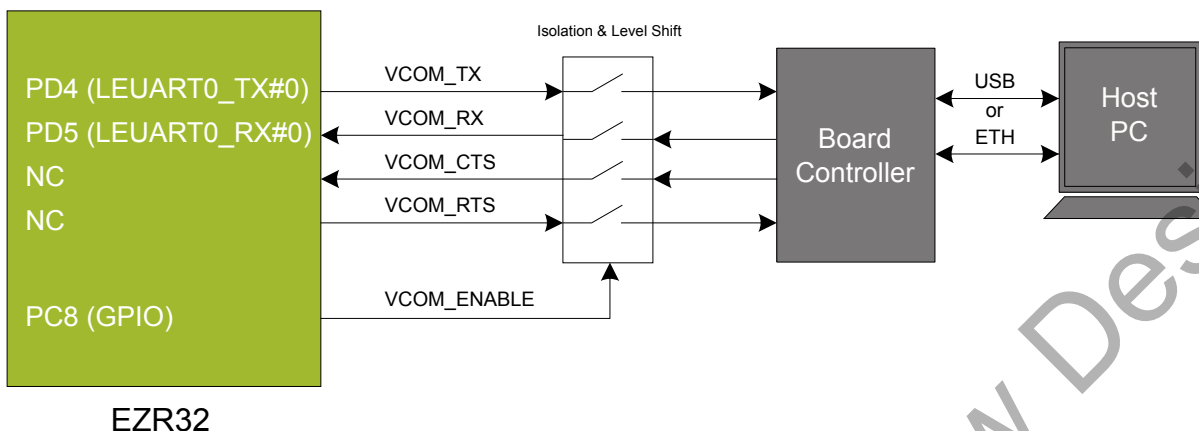 Isolation & Level Shift
PD4 (LEUART0_TX#0)
VCOM_TX
PD5 (LEUART0_RX#0)
VCOM_RX
NC
VCOM_CTS
NC
VCOM_RTS
PC8 (GPIO)
VCOM_ENABLE
Board
Controller
USB
or
ETH
Host
PC
EZR32
w Des